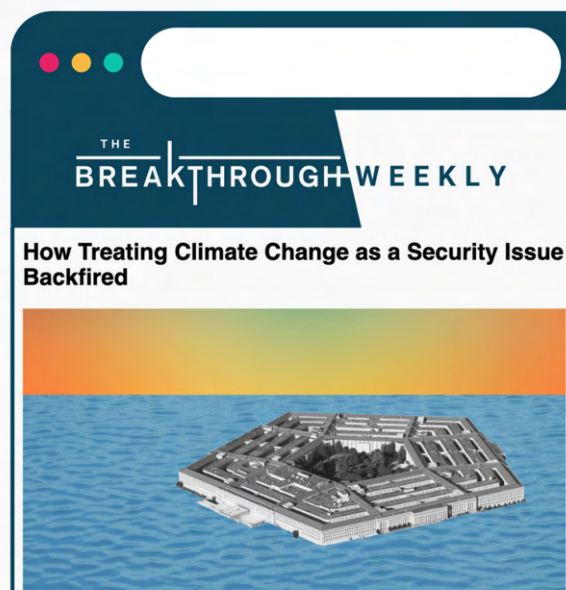 THE
BREAKTHROUGH WEEKLY
How Treating Climate Change as a Security Issue
Backfired